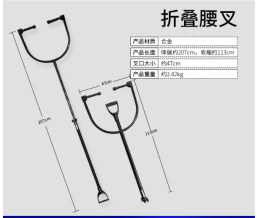 折叠腰叉
产品材质 合金
产品长度 伸展约207cm，收缩约113cm
叉口大小 约47cm
产品重量 约2.42kg
47cm
207cm
113cm